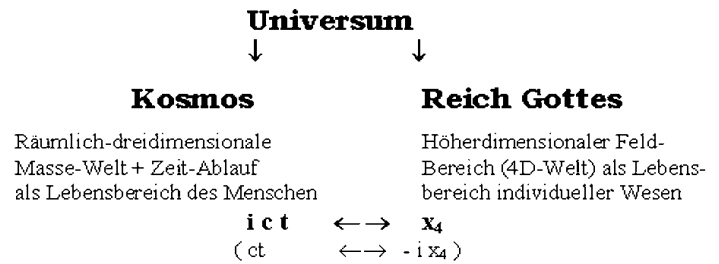 Universum
↓ ↓
Kosmos Reich Gottes
Räumlich-dreidimensionale
Masse-Welt + Zeit-Ablauf
als Lebensbereich des Menschen
Höherdimensionaler Feld-
Bereich (4D-Welt) als Lebens-
bereich individueller Wesen
i c t ←→ x₄
( ct ←→ - i x₄ )